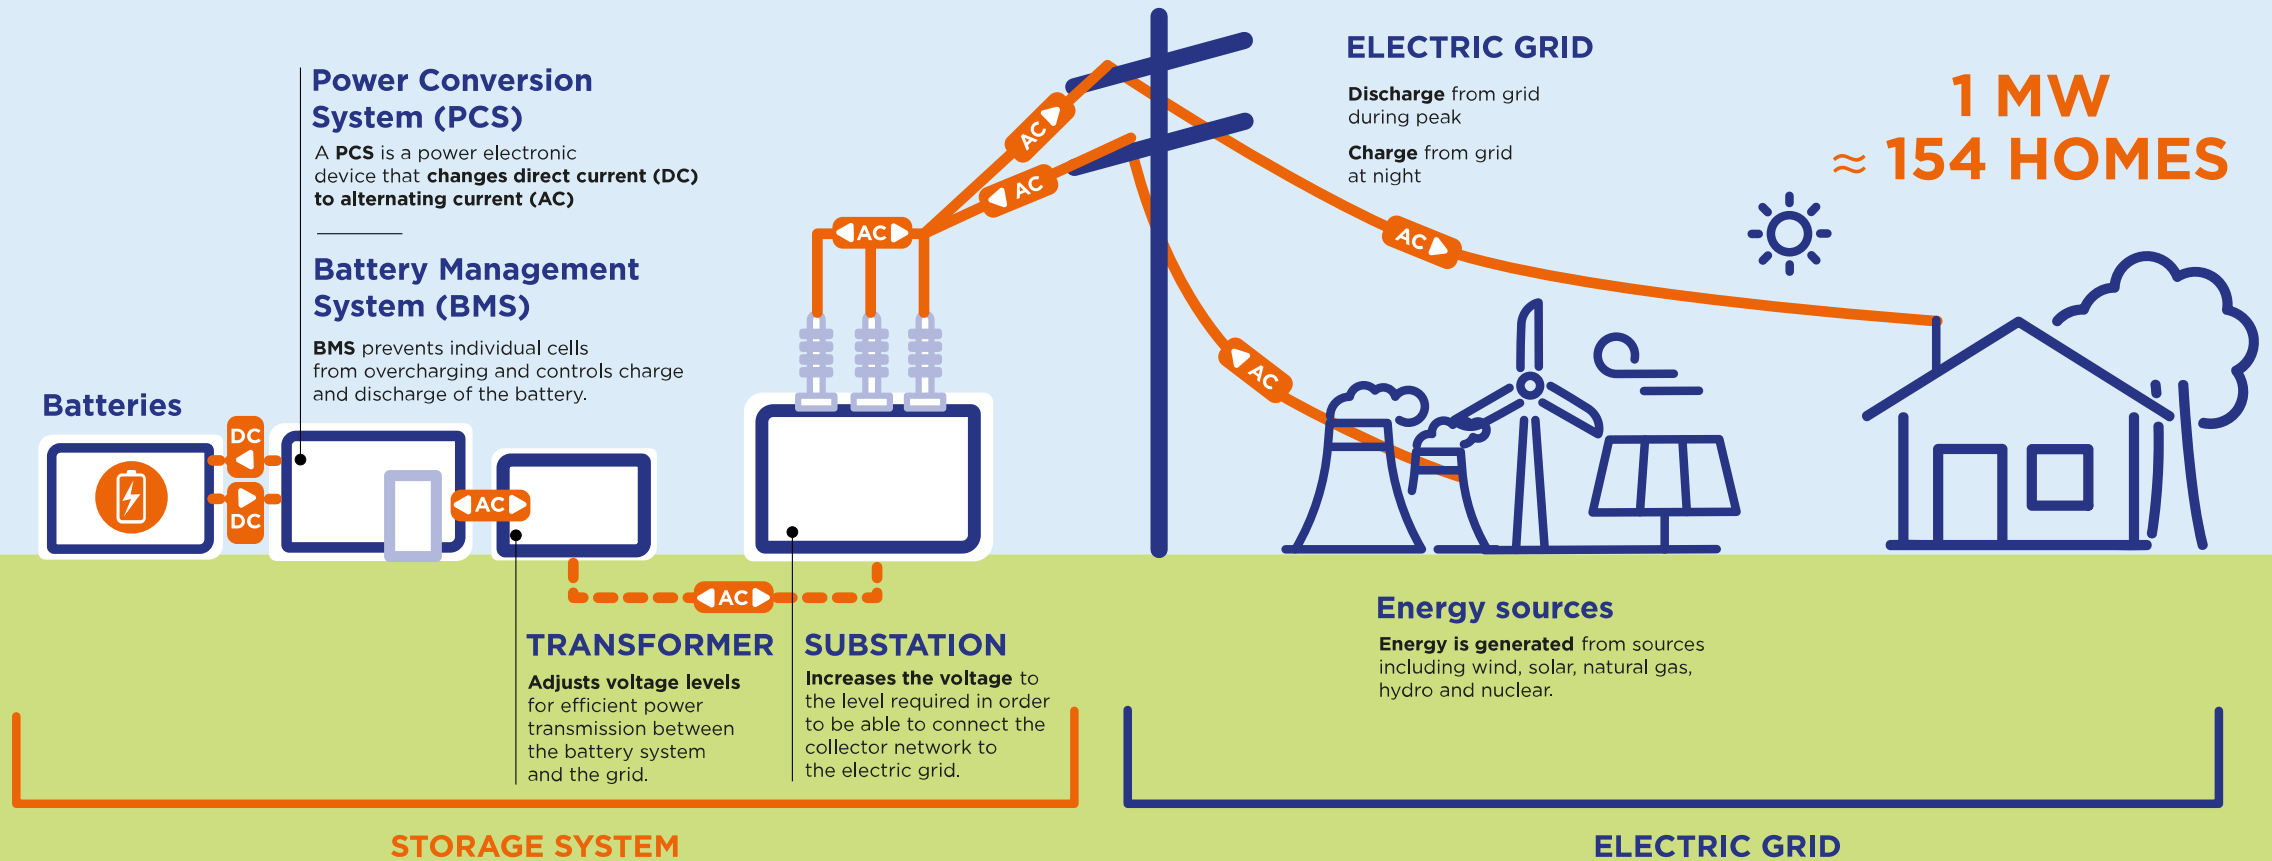 Power Conversion
System (PCS)
A PCS is a power electronic
device that changes direct current (DC)
to alternating current (AC)
Battery Management
System (BMS)
BMS prevents individual cells
from overcharging and controls charge
and discharge of the battery.
Batteries
DC
DC
AC
AC
AC
AC
AC
AC
AC
ELECTRIC GRID
Discharge from grid
during peak
Charge from grid
at night
1 MW
≈ 154 HOMES
TRANSFORMER
Adjusts voltage levels
for efficient power
transmission between
the battery system
and the grid.
SUBSTATION
Increases the voltage to
the level required in order
to be able to connect the
collector network to
the electric grid.
Energy sources
Energy is generated from sources
including wind, solar, natural gas,
hydro and nuclear.
STORAGE SYSTEM
ELECTRIC GRID